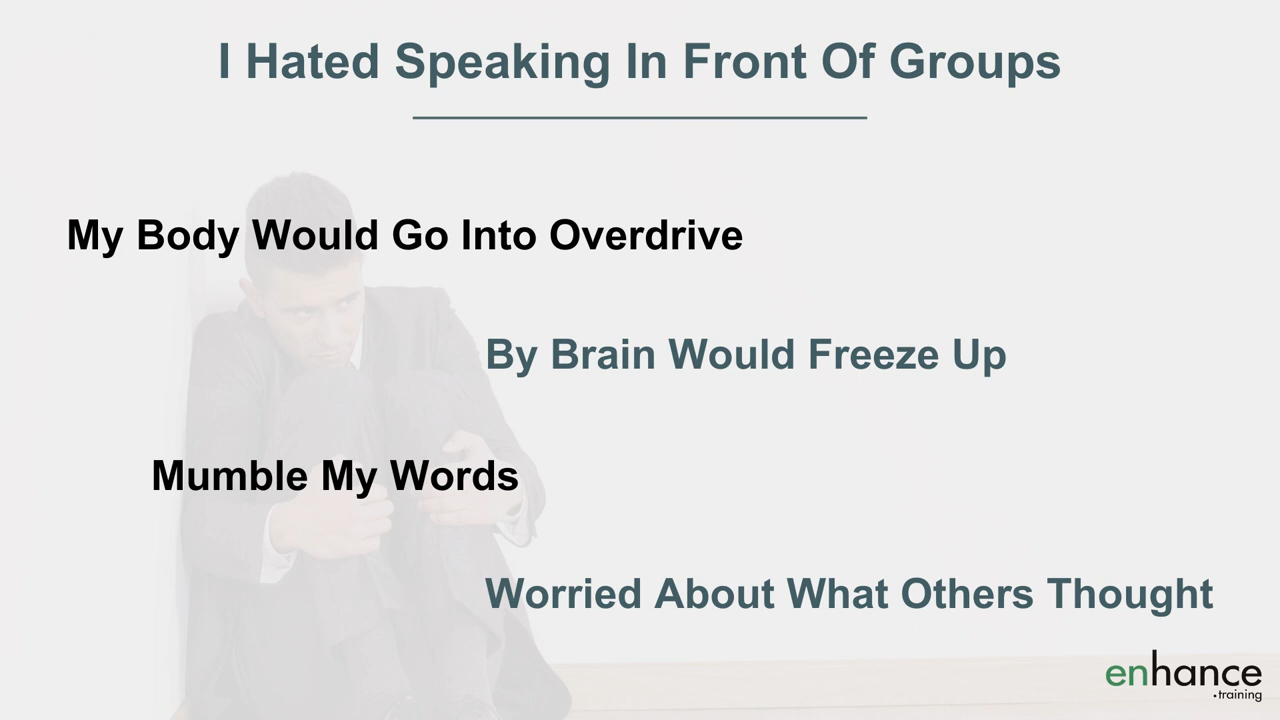 I Hated Speaking In Front Of Groups
My Body Would Go Into Overdrive
By Brain Would Freeze Up
Mumble My Words
Worried About What Others Thought
enhance
.training